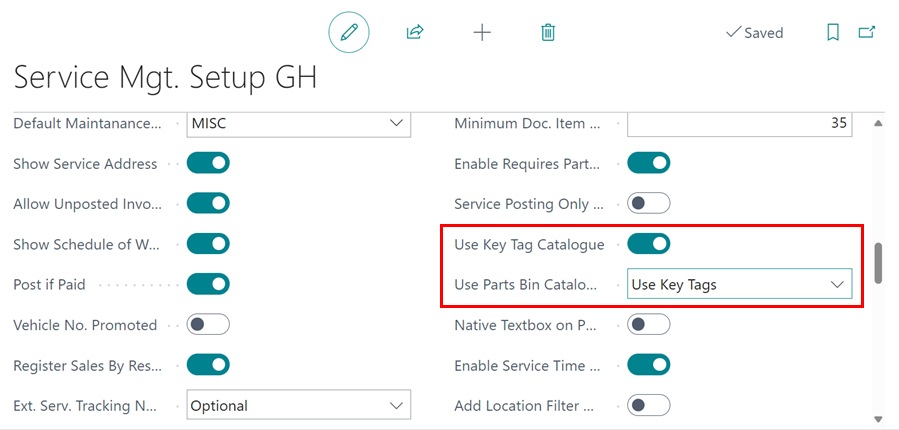 Saved
Service Mgt. Setup GH
Default Maintanance... MISC
Minimum Doc. Item ... 35
Show Service Address
Enable Requires Part...
Allow Unposted Invo...
Service Posting Only ...
Show Schedule of W...
Use Key Tag Catalogue
Post if Paid
Use Parts Bin Catalo... Use Key Tags
Vehicle No. Promoted
Native Textbox on P...
Register Sales By Res...
Enable Service Time ...
Ext. Serv. Tracking N... Optional
Add Location Filter ...